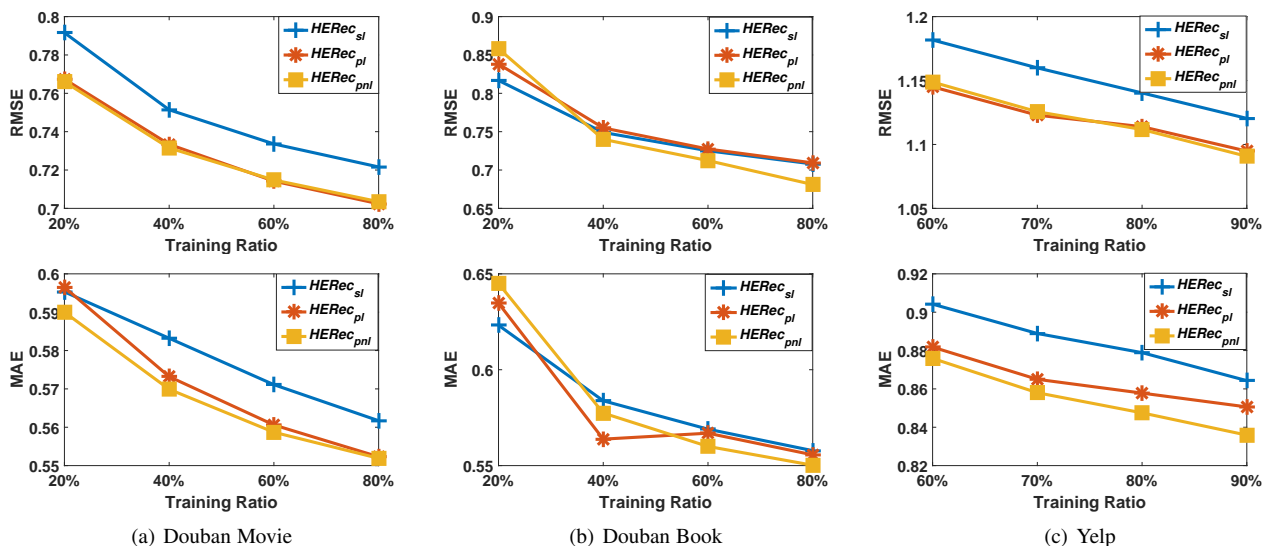 0.8
0.78
0.76
0.74
0.72
0.7
RMSE
20% 40% 60% 80%
Training Ratio
HERec_sl
HERec_pl
HERec_pnl
0.9
0.85
0.8
0.75
0.7
0.65
RMSE
20% 40% 60% 80%
Training Ratio
HERec_sl
HERec_pl
HERec_pnl
1.2
1.15
1.1
1.05
RMSE
60% 70% 80% 90%
Training Ratio
HERec_sl
HERec_pl
HERec_pnl
0.6
0.59
0.58
0.57
0.56
0.55
MAE
20% 40% 60% 80%
Training Ratio
HERec_sl
HERec_pl
HERec_pnl
0.65
0.6
0.55
MAE
20% 40% 60% 80%
Training Ratio
HERec_sl
HERec_pl
HERec_pnl
0.92
0.9
0.88
0.86
0.84
0.82
MAE
60% 70% 80% 90%
Training Ratio
HERec_sl
HERec_pl
HERec_pnl
(a) Douban Movie
(b) Douban Book
(c) Yelp